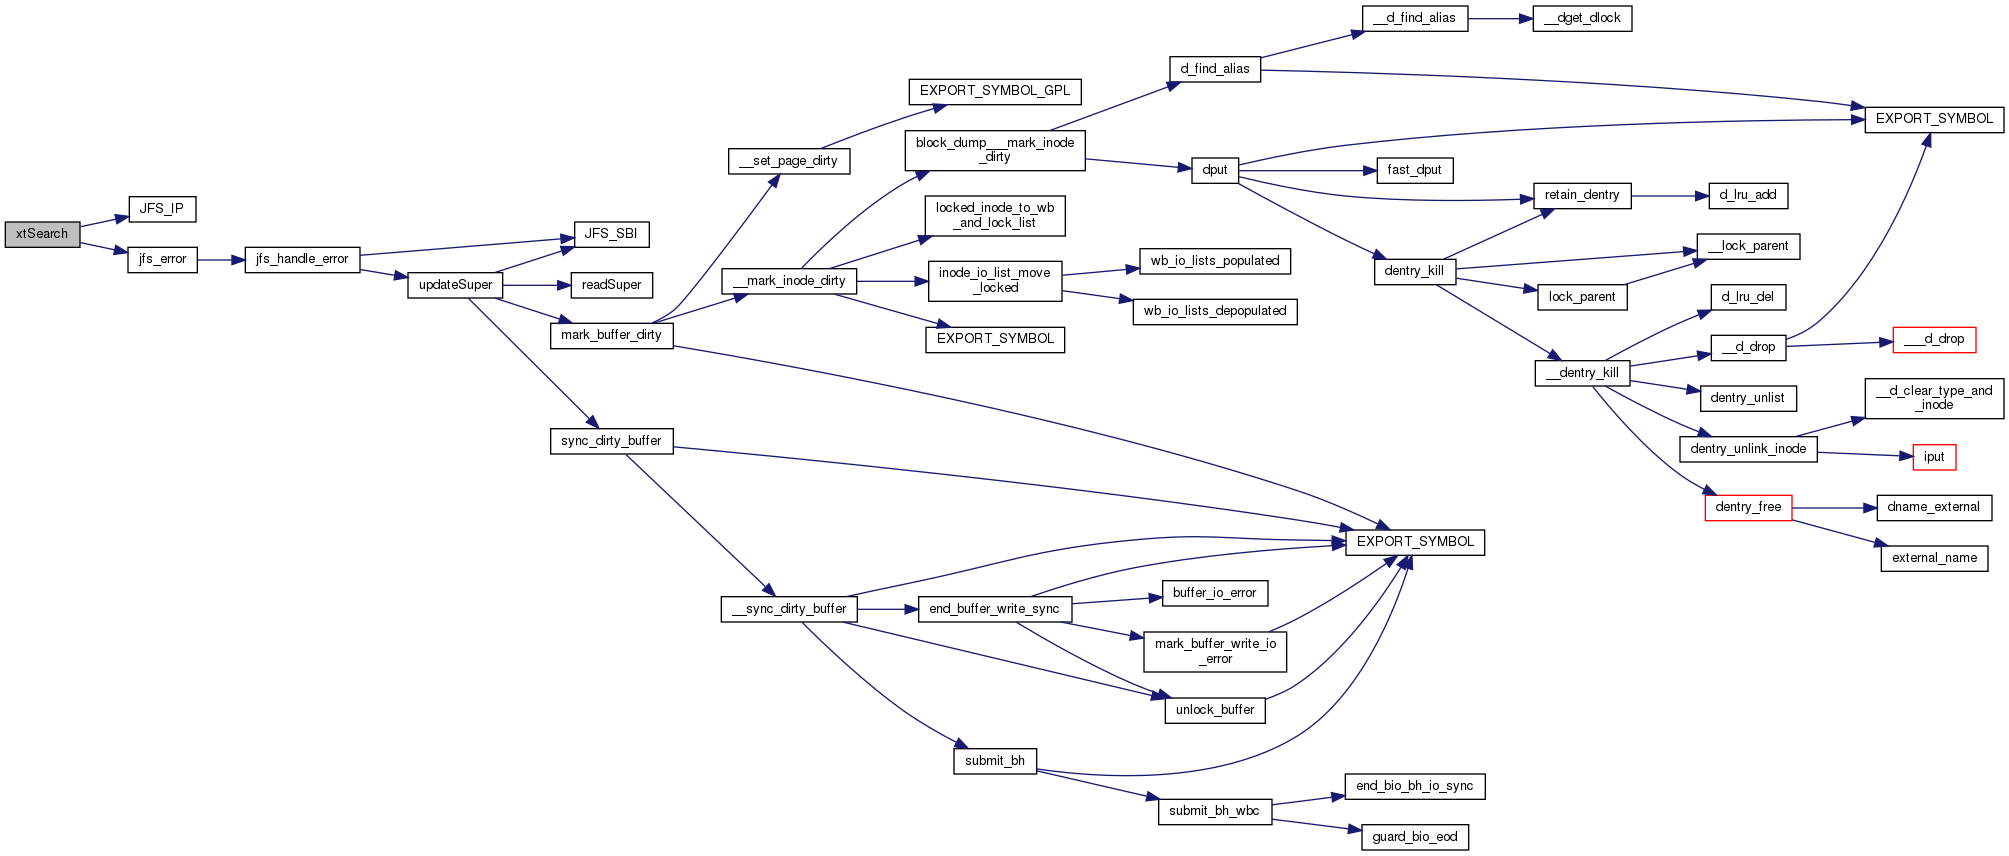 xtSearch
JFS_IP
jfs_error
jfs_handle_error
JFS_SBI
updateSuper
readSuper
mark_buffer_dirty
__set_page_dirty
EXPORT_SYMBOL_GPL
__mark_inode_dirty
block_dump___mark_inode
_dirty
locked_inode_to_wb
_and_lock_list
inode_io_list_move
_locked
EXPORT_SYMBOL
wb_io_lists_populated
wb_io_lists_depopulated
d_find_alias
__d_find_alias
__dget_dlock
EXPORT_SYMBOL
dput
fast_dput
retain_dentry
d_lru_add
dentry_kill
__lock_parent
lock_parent
__dentry_kill
d_lru_del
__d_drop
___d_drop
dentry_unlist
dentry_unlink_inode
__d_clear_type_and
_inode
iput
dentry_free
dname_external
external_name
sync_dirty_buffer
EXPORT_SYMBOL
__sync_dirty_buffer
end_buffer_write_sync
buffer_io_error
mark_buffer_write_io
_error
unlock_buffer
submit_bh
submit_bh_wbc
end_bio_bh_io_sync
guard_bio_eod